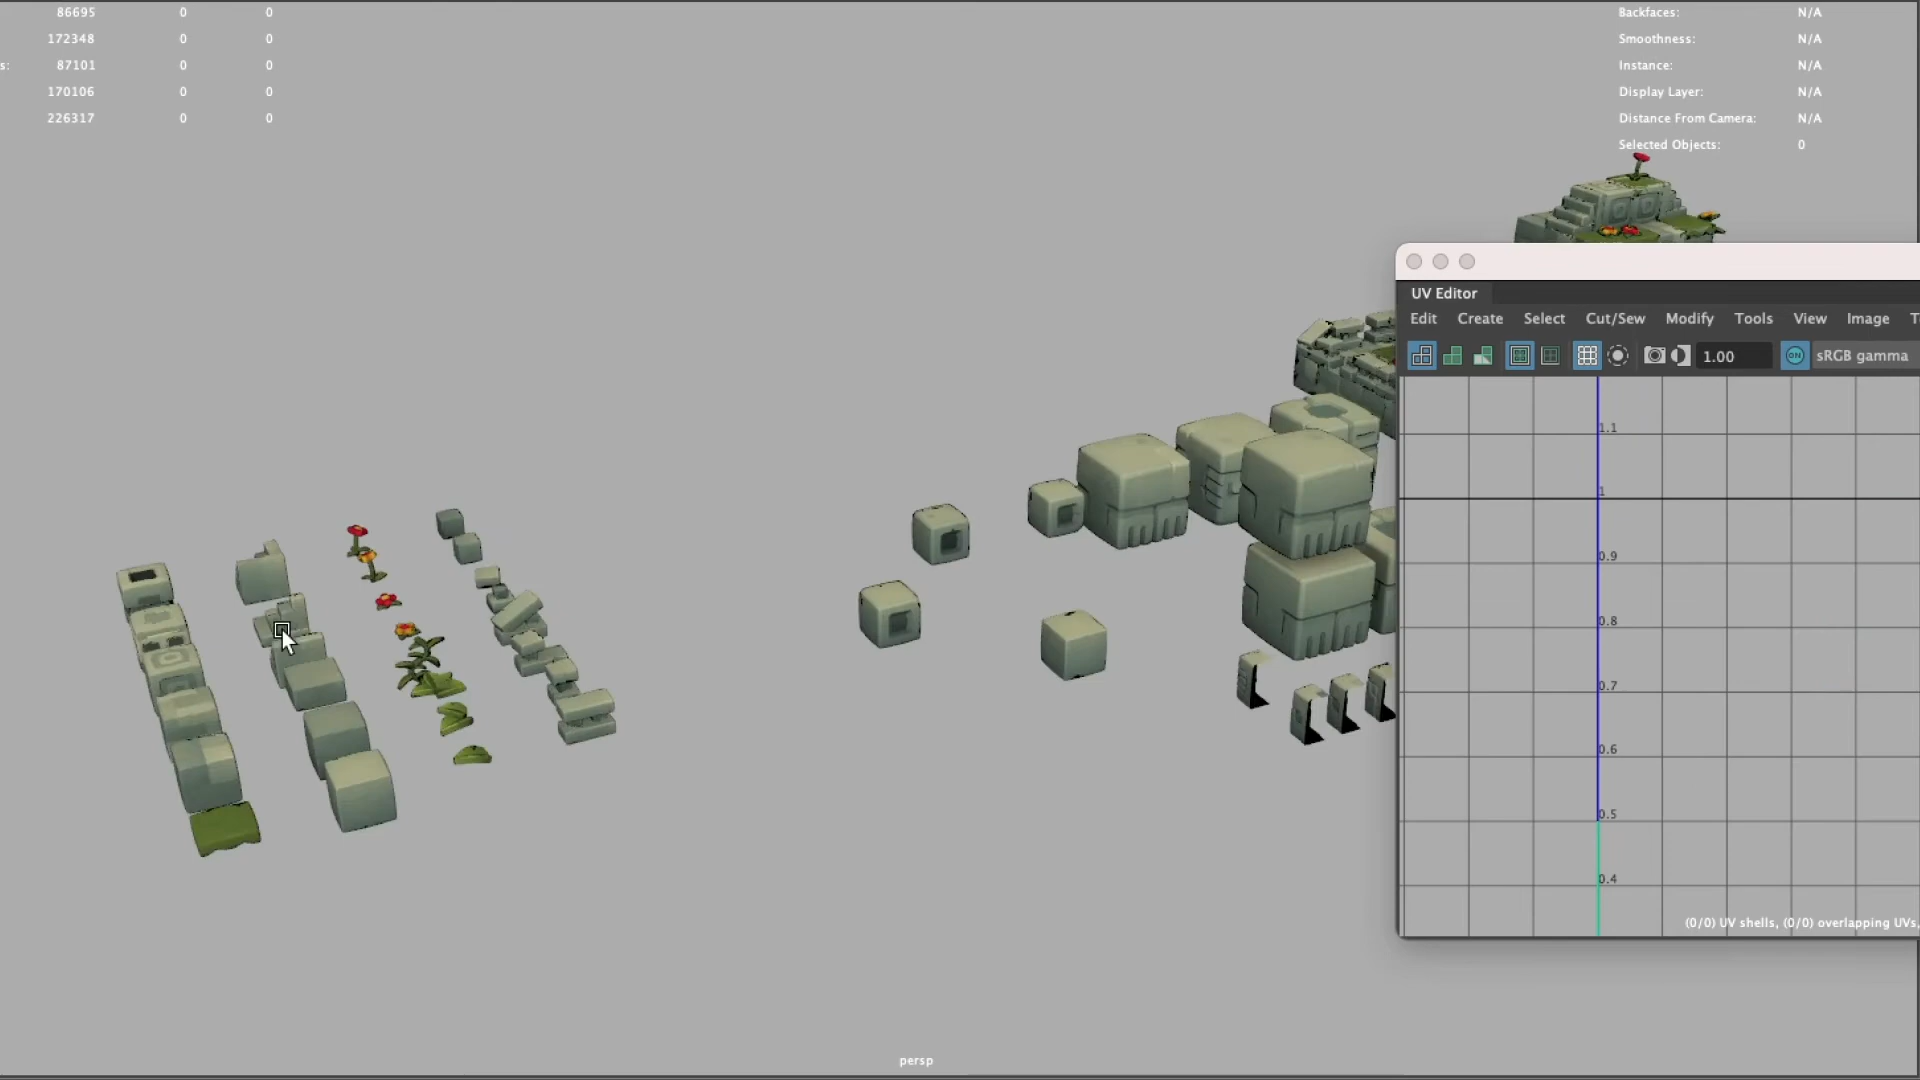 86695 0 0
172348 0 0
s: 87101 0 0
170106 0 0
226317 0 0
Backfaces: N/A
Smoothness: N/A
Instance: N/A
Display Layer: N/A
Distance From Camera: N/A
Selected Objects: 0
UV Editor
Edit Create Select Cut/Sew Modify Tools View Image T
1.00 ON sRGB gamma
1.1
1
0.9
0.8
0.7
0.6
0.5
0.4
(0/0) UV shells, (0/0) overlapping UVs,
persp